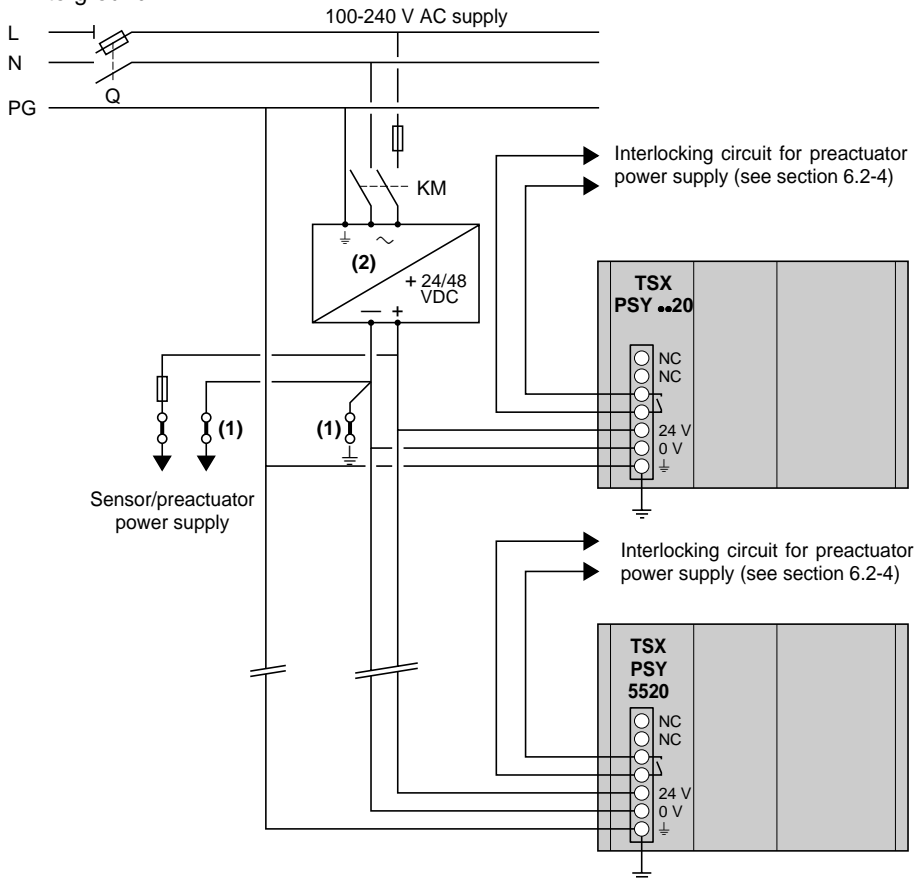 100-240 V AC supply
L
N
Q
PG
KM
(2)
+ 24/48
VDC
— +
Interlocking circuit for preactuator
power supply (see section 6.2-4)
TSX
PSY ••20
NC
NC
24 V
0 V
(1)
(1)
Sensor/preactuator
power supply
Interlocking circuit for preactuator
power supply (see section 6.2-4)
TSX
PSY
5520
NC
NC
24 V
0 V